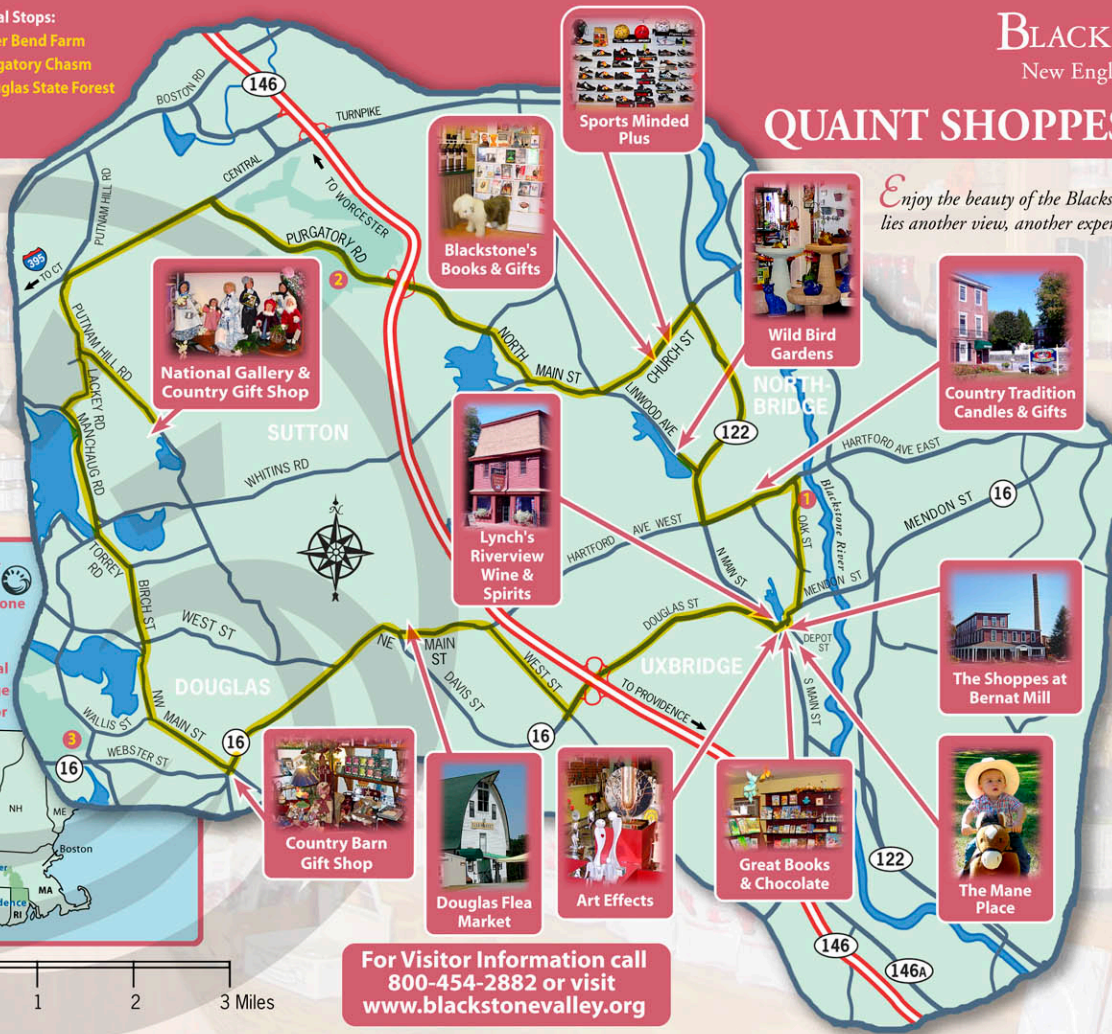 al Stops:
er Bend Farm
gatory Chasm
glas State Forest
BLACK
New Engl
QUAINT SHOPPES
Enjoy the beauty of the Blacks
lies another view, another exper
146
BOSTON RD
TURNPIKE
CENTRAL
TO WORCESTER
PUTNAM HILL RD
PURGATORY RD
2
395
TO CT
Sports Minded
Plus
Blackstone's
Books & Gifts
Wild Bird
Gardens
Country Tradition
Candles & Gifts
National Gallery &
Country Gift Shop
PUTNAM HILL RD
LACKEY RD
MANCHAUG RD
SUTTON
WHITINS RD
NORTH
MAIN ST
CHURCH ST
LINWOOD AVE
NORTH-
BRIDGE
122
HARTFORD AVE EAST
MENDON ST
16
1
OAK ST
Blackstone River
N
Lynch's
Riverview
Wine &
Spirits
HARTFORD
AVE WEST
N MAIN ST
MENDON ST
TORREY
RD
BIRCH ST
WEST ST
DOUGLAS
NE
MAIN
ST
DAVIS ST
WEST ST
DOUGLAS ST
UXBRIDGE
TO PROVIDENCE
DEPOT
ST
S MAIN ST
The Shoppes at
Bernat Mill
one
al
ge
or
NW
MAIN ST
WALLIS ST
WEBSTER ST
3
16
16
16
Country Barn
Gift Shop
Douglas Flea
Market
Art Effects
Great Books
& Chocolate
The Mane
Place
122
146
146A
NH
ME
Boston
MA
er
dence
RI
1
2
3 Miles
For Visitor Information call
800-454-2882 or visit
www.blackstonevalley.org